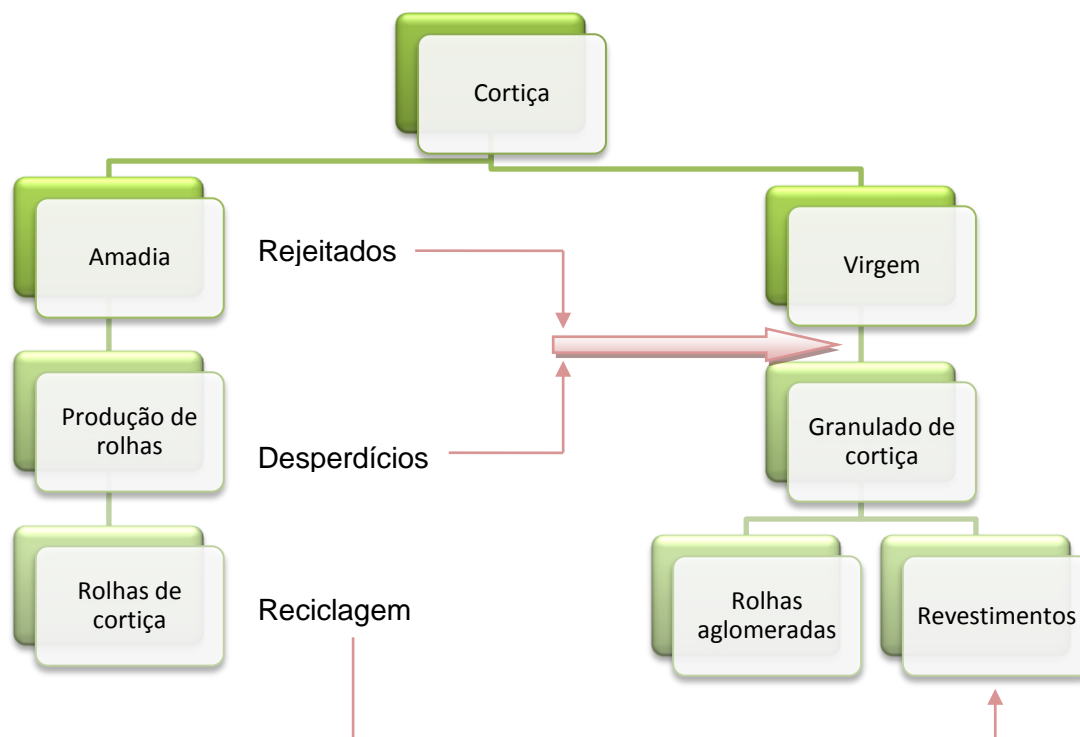 Cortiça
Amadia
Rejeitados
Virgem
Produção de
rolhas
Desperdícios
Granulado de
cortiça
Rolhas de
cortiça
Reciclagem
Rolhas
aglomeradas
Revestimentos